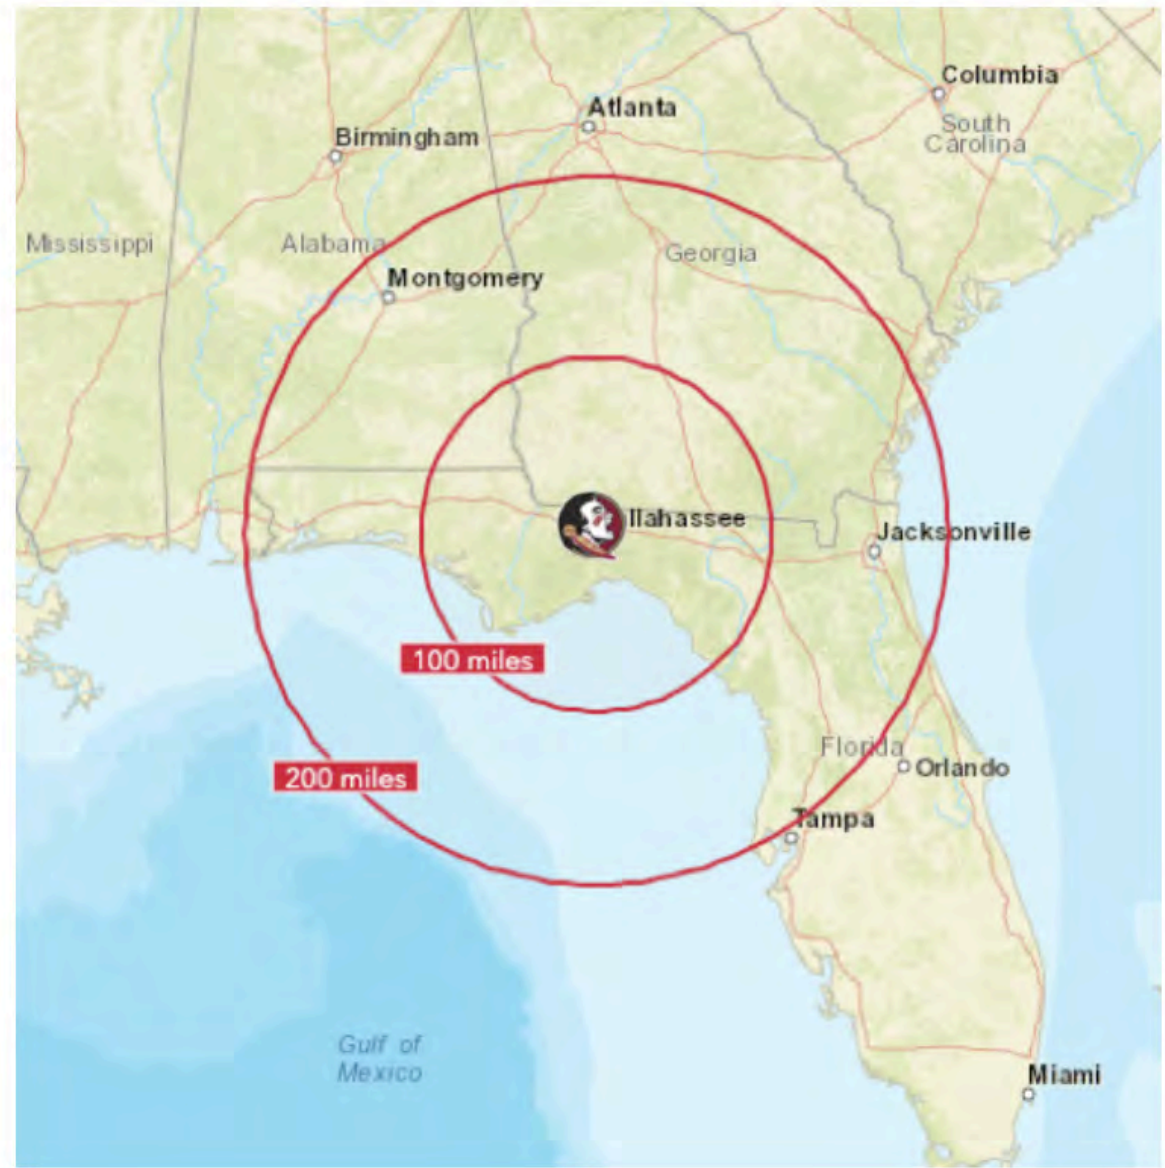 Columbia
Atlanta
South
Carolina
Birmingham
Mississippi
Alabama
Georgia
Montgomery
llahassee
Jacksonville
100 miles
Florida
Orlando
200 miles
Tampa
Gulf of
Mexico
Miami